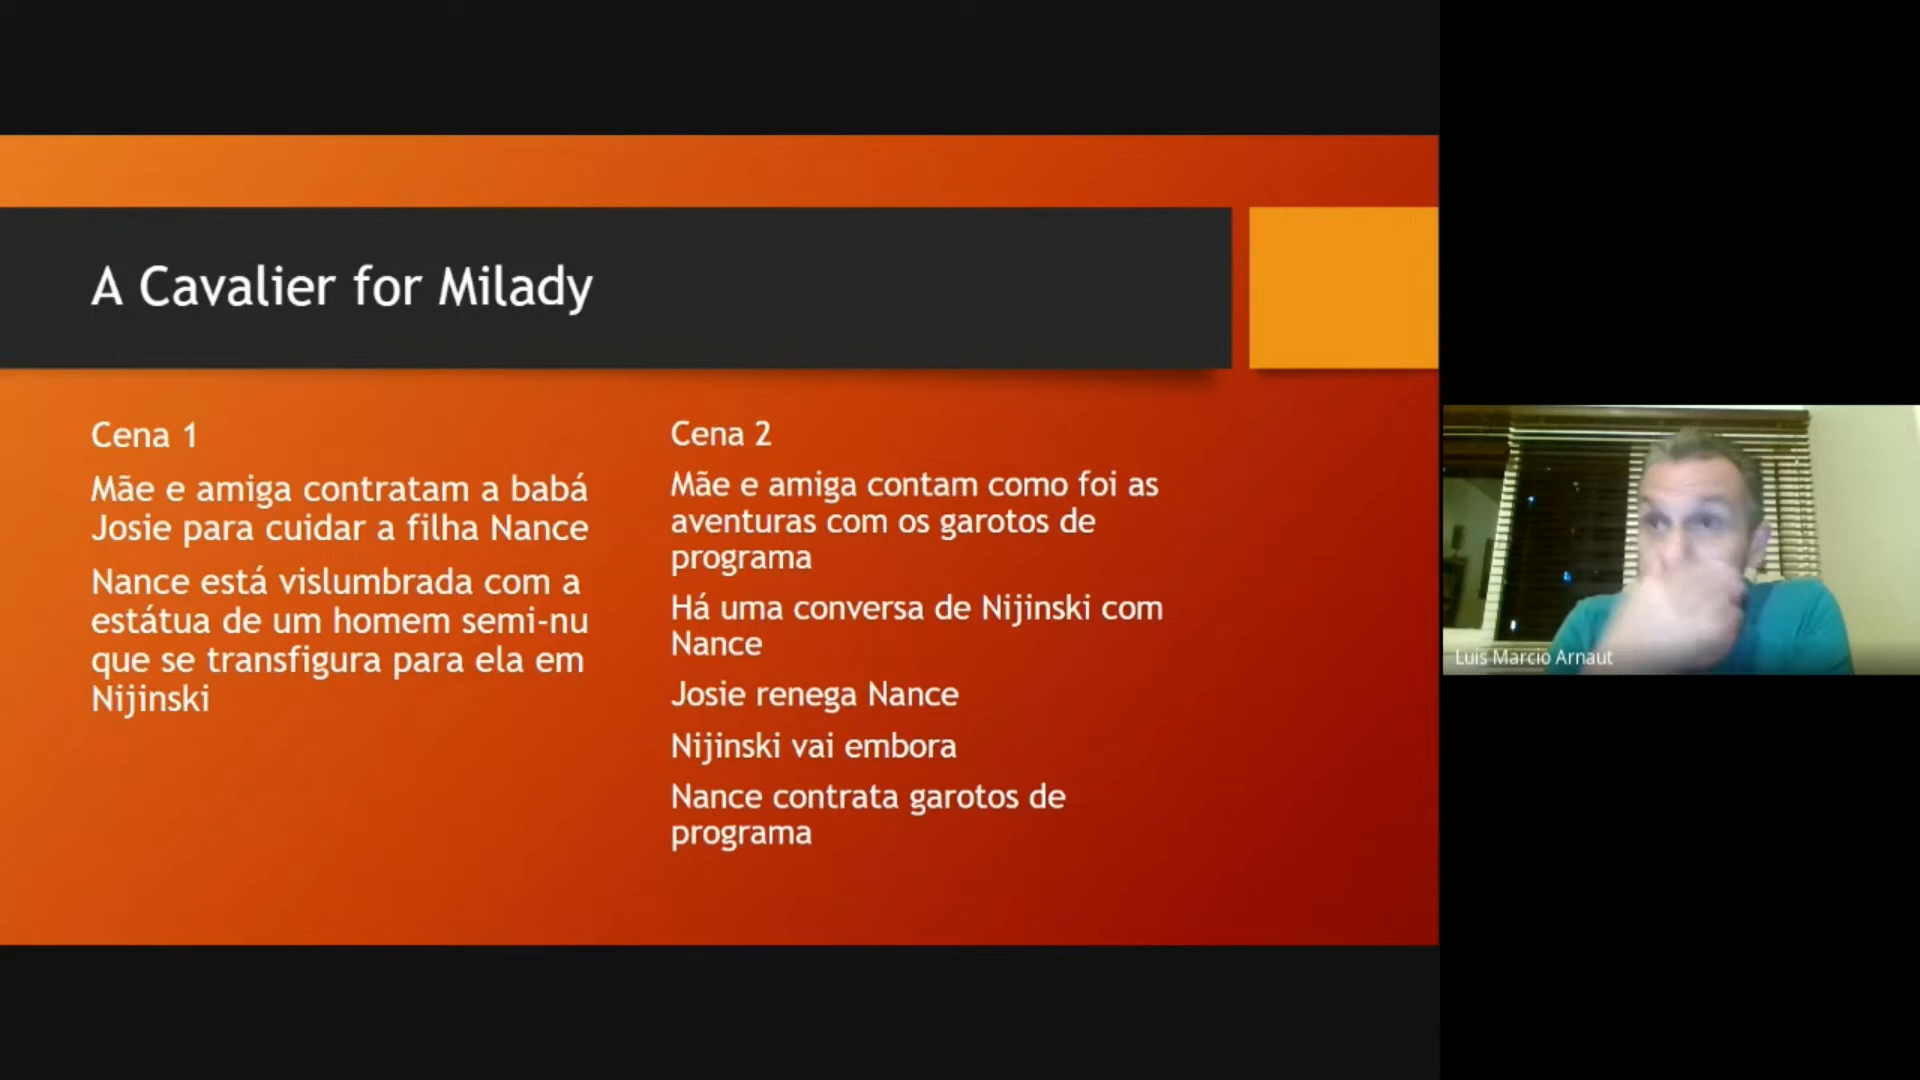 A Cavalier for Milady
Cena 1
Mãe e amiga contratam a babá
Josie para cuidar a filha Nance
Nance está vislumbrada com a
estátua de um homem semi-nu
que se transfigura para ela em
Nijinski
Cena 2
Mãe e amiga contam como foi as
aventuras com os garotos de
programa
Há uma conversa de Nijinski com
Nance
Josie renega Nance
Nijinski vai embora
Nance contrata garotos de
programa
Luis Marcio Arnaut